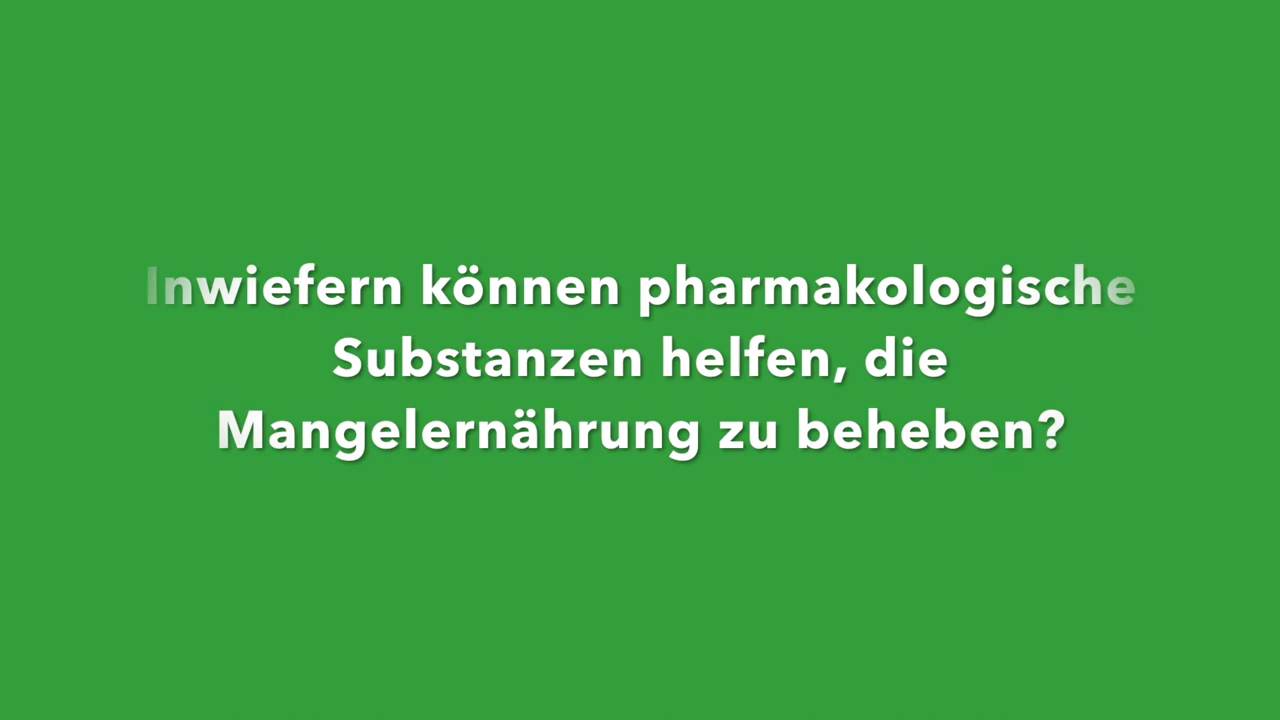 Inwiefern können pharmakologische
Substanzen helfen, die
Mangelernährung zu beheben?